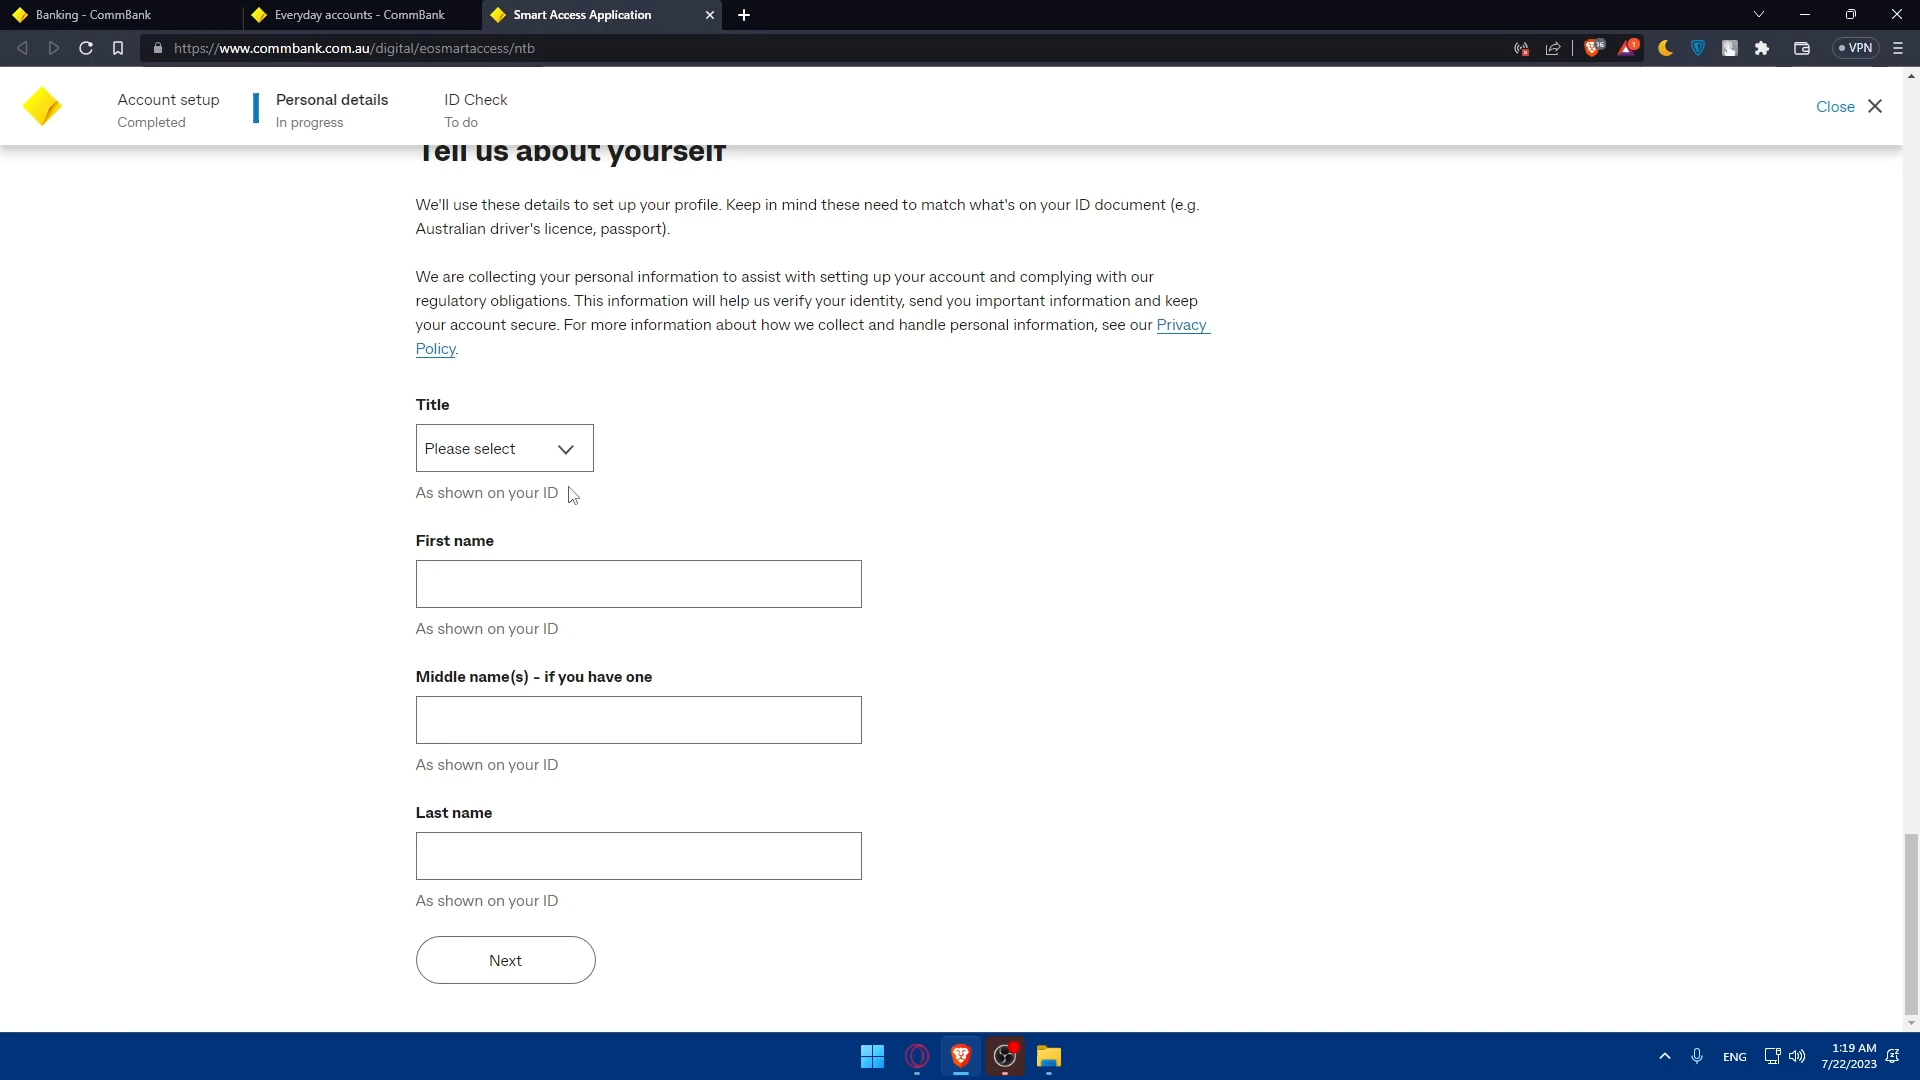 Banking - CommBank
Everyday accounts - CommBank
Smart Access Application
https://www.commbank.com.au/digital/eosmartaccess/ntb
16
1
VPN
Account setup
Completed
Personal details
In progress
ID Check
To do
Close
Tell us about yourself
We'll use these details to set up your profile. Keep in mind these need to match what's on your ID document (e.g.
Australian driver's licence, passport).
We are collecting your personal information to assist with setting up your account and complying with our
regulatory obligations. This information will help us verify your identity, send you important information and keep
your account secure. For more information about how we collect and handle personal information, see our Privacy
Policy.
Title
Please select
As shown on your ID
First name
As shown on your ID
Middle name(s) - if you have one
As shown on your ID
Last name
As shown on your ID
Next
ENG
1:19 AM
7/22/2023